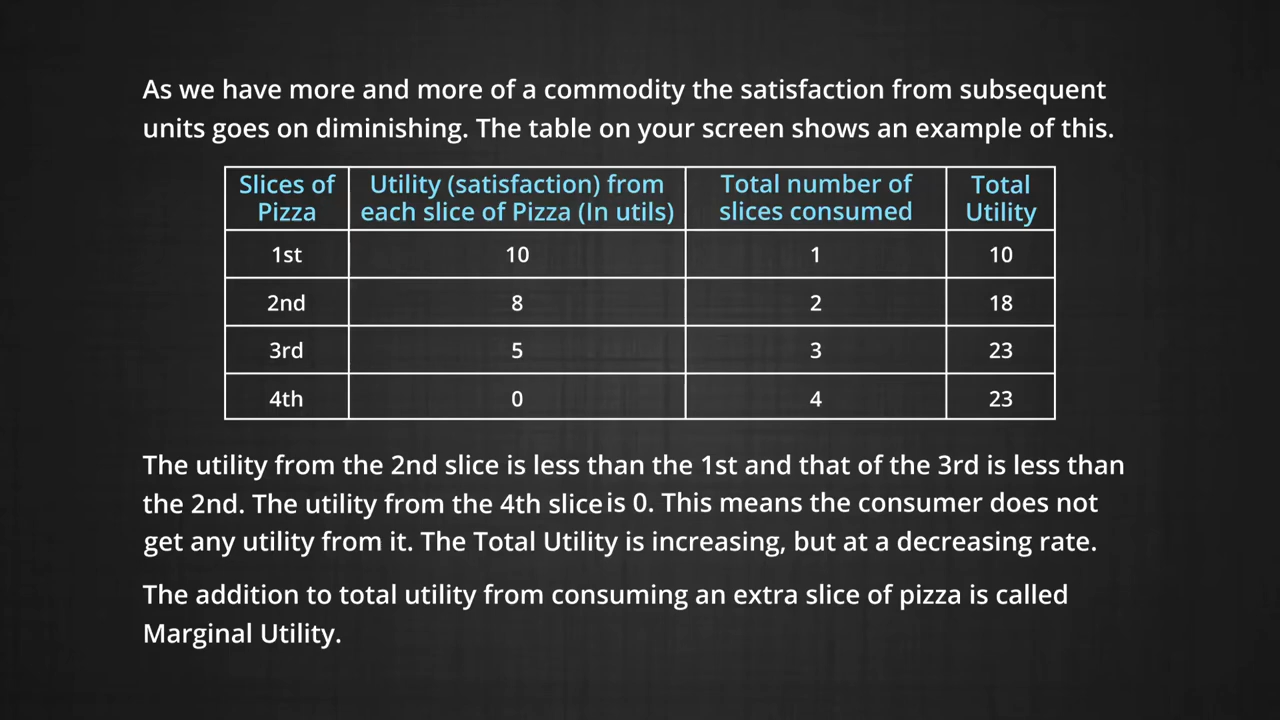 As we have more and more of a commodity the satisfaction from subsequent
units goes on diminishing. The table on your screen shows an example of this.
Slices of Pizza | Utility (satisfaction) from each slice of Pizza (In utils) | Total number of slices consumed | Total Utility
1st | 10 | 1 | 10
2nd | 8 | 2 | 18
3rd | 5 | 3 | 23
4th | 0 | 4 | 23
The utility from the 2nd slice is less than the 1st and that of the 3rd is less than
the 2nd. The utility from the 4th slice is 0. This means the consumer does not
get any utility from it. The Total Utility is increasing, but at a decreasing rate.
The addition to total utility from consuming an extra slice of pizza is called
Marginal Utility.